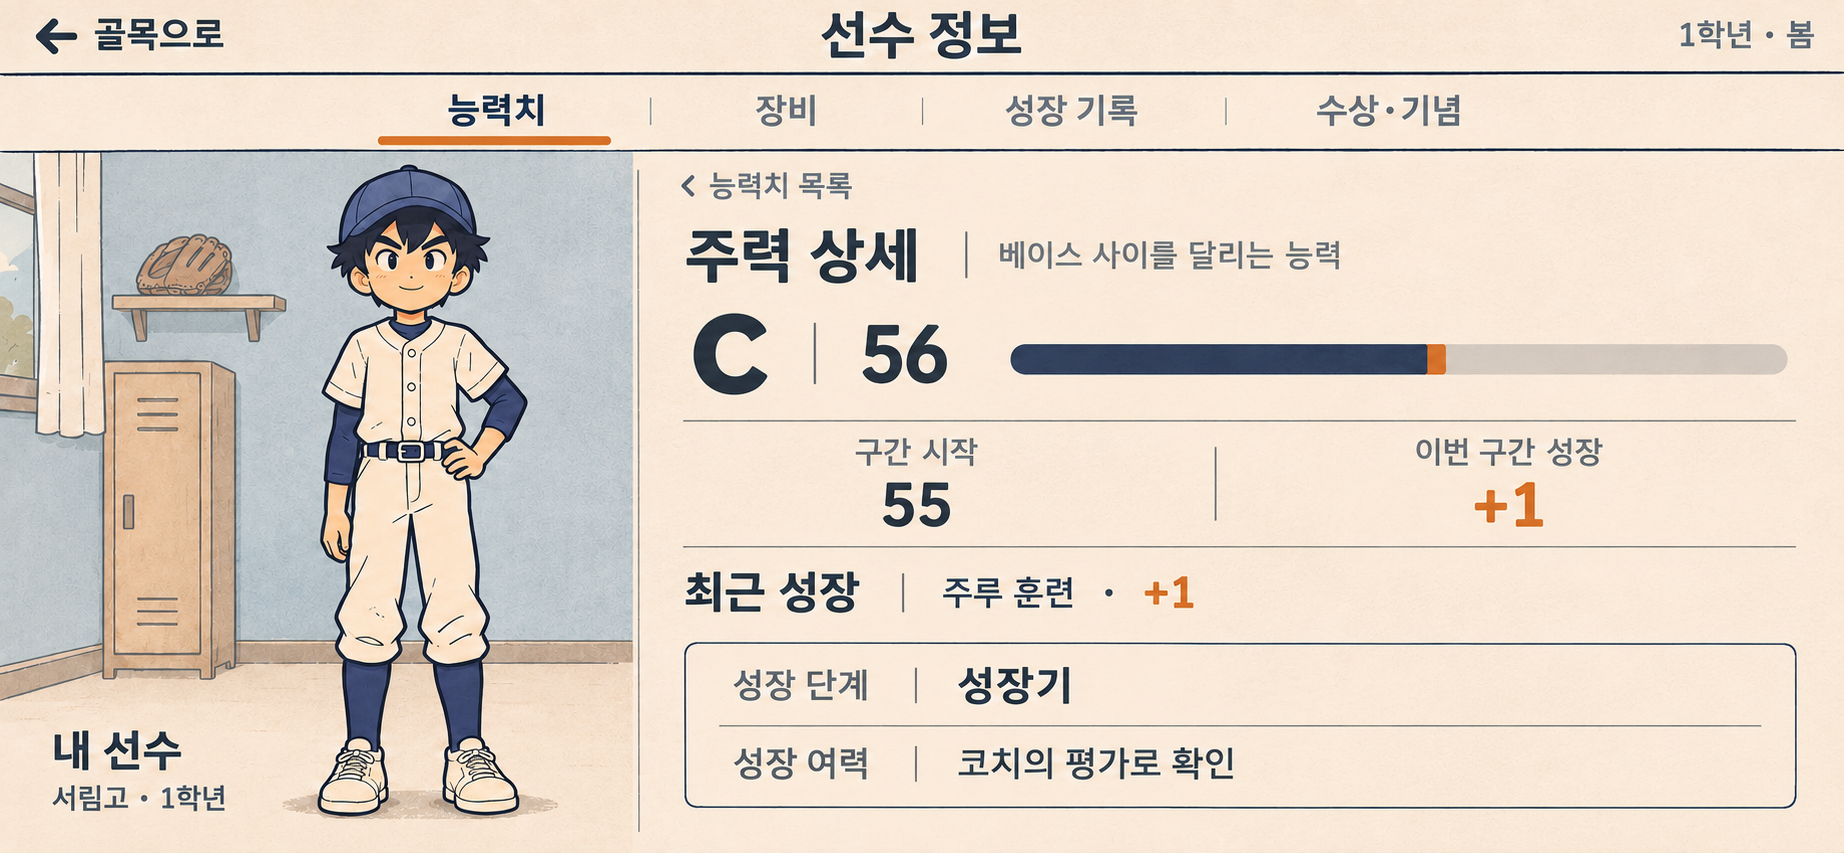 ← 골목으로
선수 정보
1학년 • 봄
능력치 | 장비 | 성장 기록 | 수상•기념
< 능력치 목록
주력 상세 | 베이스 사이를 달리는 능력
C | 56
구간 시작
55
이번 구간 성장
+1
최근 성장 | 주루 훈련 • +1
성장 단계 | 성장기
성장 여력 | 코치의 평가로 확인
내 선수
서림고 • 1학년